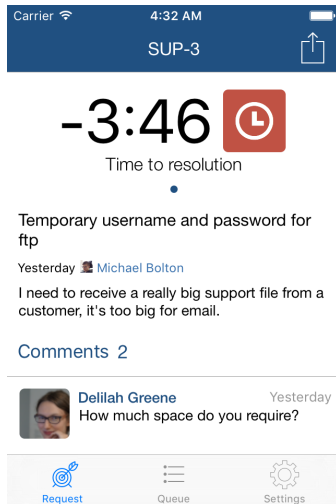 Carrier 4:32 AM
SUP-3
-3:46
Time to resolution
Temporary username and password for
ftp
Yesterday Michael Bolton
I need to receive a really big support file from a
customer, it's too big for email.
Comments 2
Delilah Greene Yesterday
How much space do you require?
Request Queue Settings